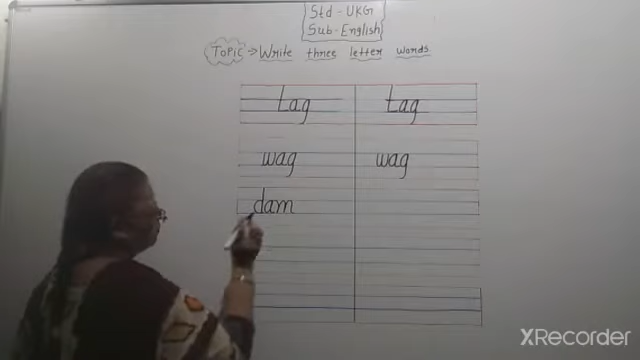 Std - UKG
Sub - English
Topic → Write three letter words
tag tag
wag wag
dam
XRecorder